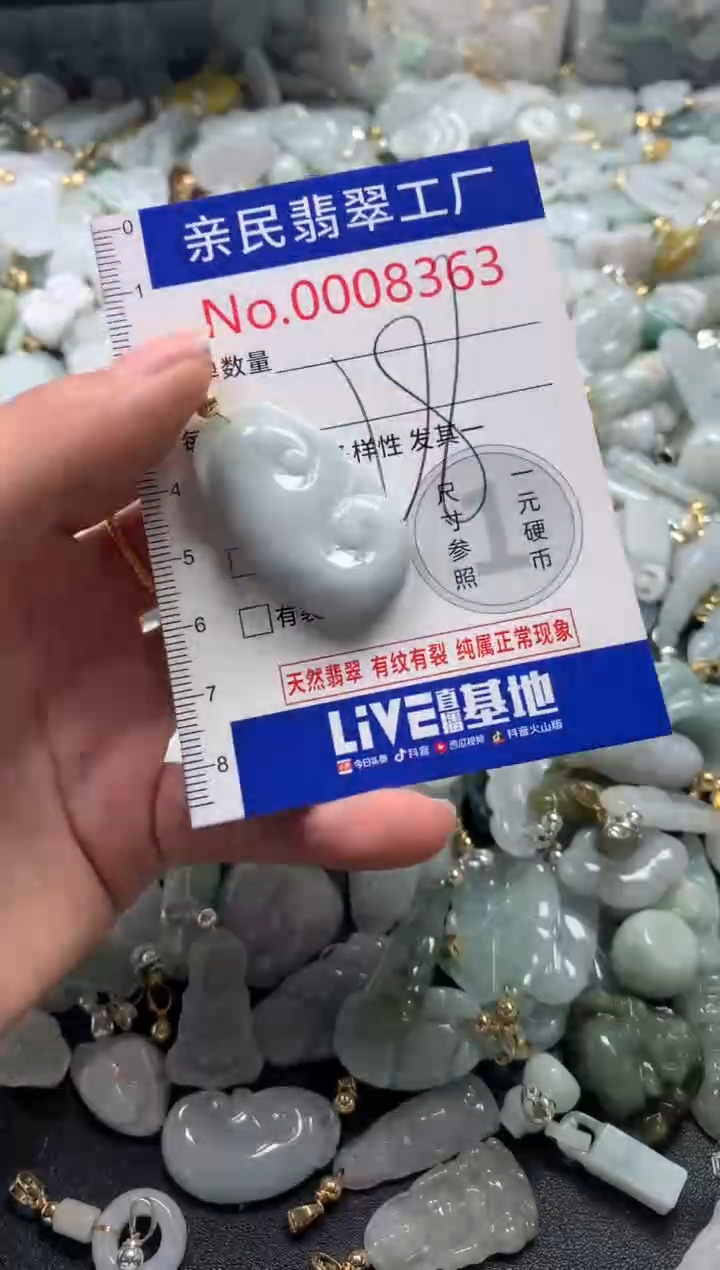 亲民翡翠工厂
No.0008363
0
1
数量
样性 发其一
4
5
6
7
8
尺寸参照
一元硬币
1
有裂
天然翡翠 有纹有裂 纯属正常现象
LiVE直播基地
今日头条 抖音 西瓜视频 抖音火山版